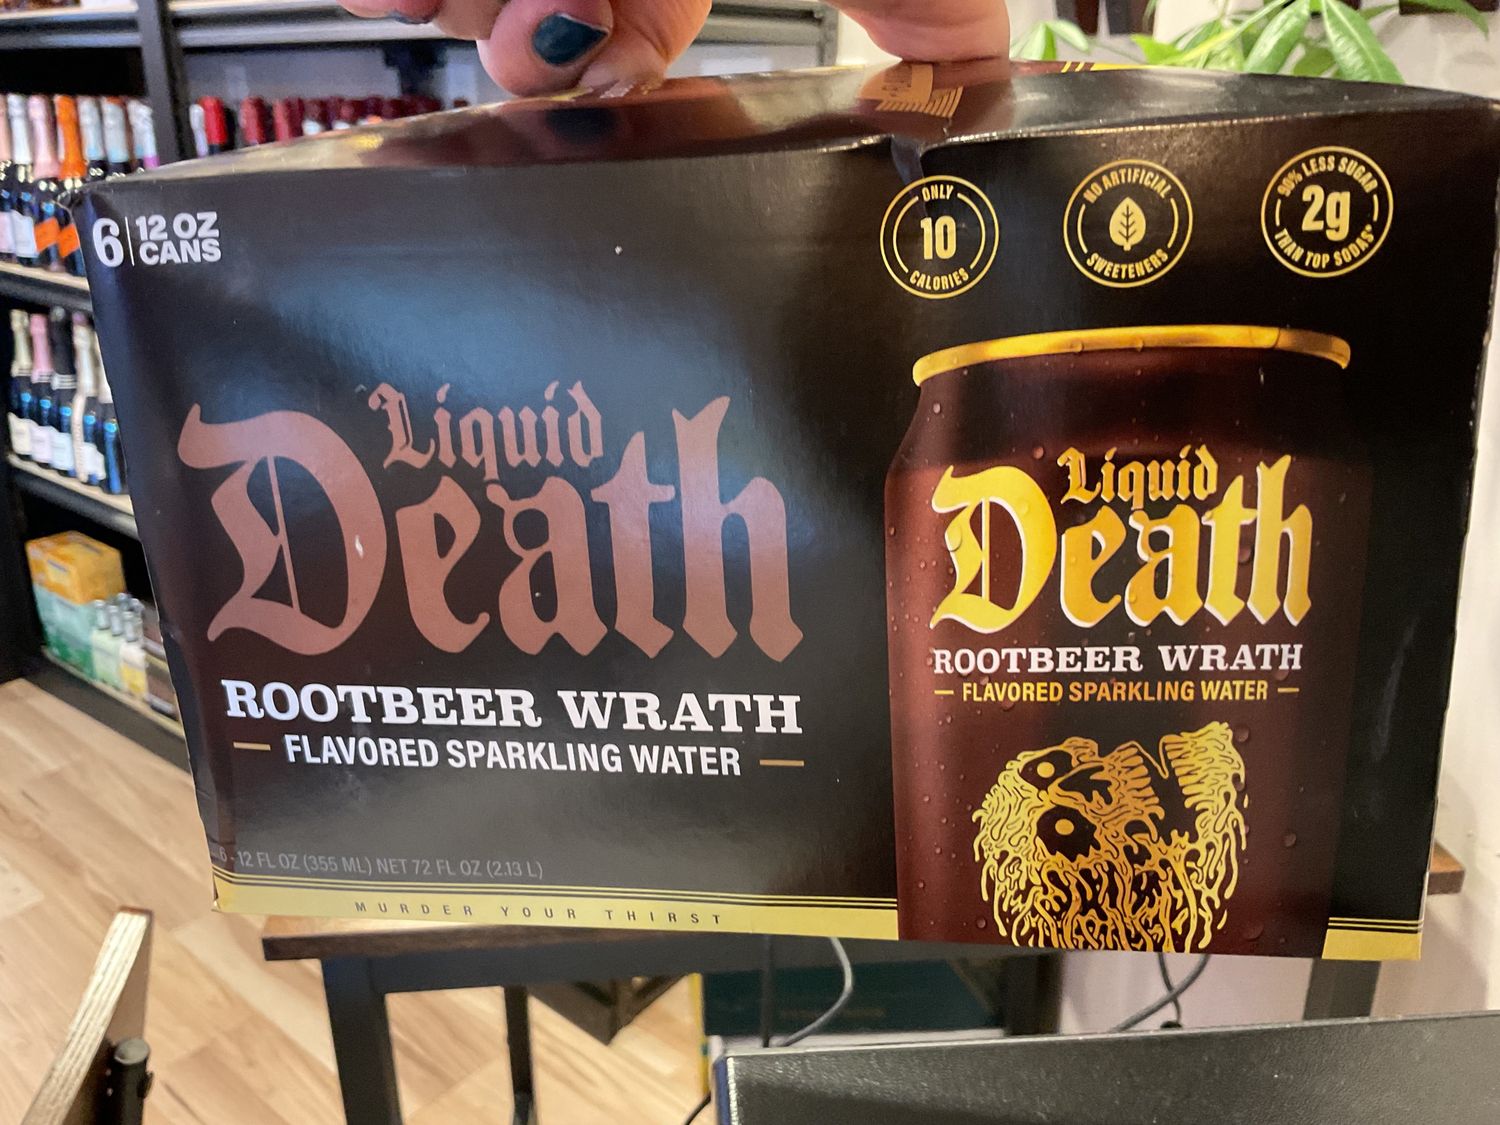 6 | 12 OZ
CANS
ONLY
10
CALORIES
NO ARTIFICIAL
SWEETENERS
90% LESS SUGAR
2g
THAN TOP SODAS*
Liquid
Death
ROOTBEER WRATH
FLAVORED SPARKLING WATER
6 - 12 FL OZ (355 ML) NET 72 FL OZ (2.13 L)
MURDER YOUR THIRST
Liquid
Death
ROOTBEER WRATH
FLAVORED SPARKLING WATER